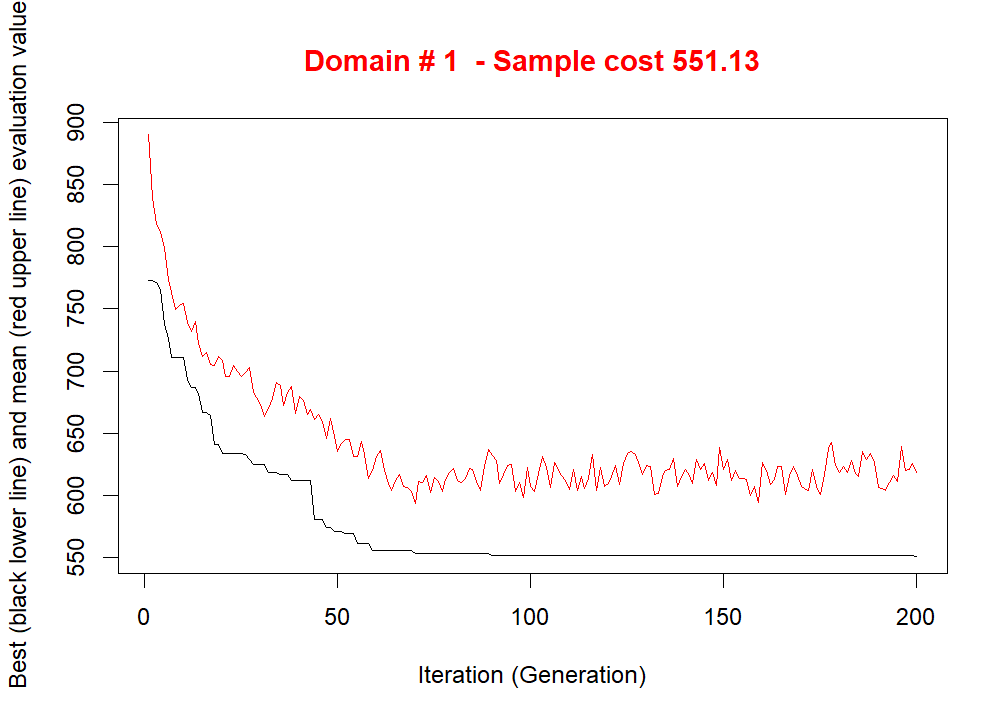 Domain # 1  - Sample cost 551.13
Best (black lower line) and mean (red upper line) evaluation value
900
850
800
750
700
650
600
550
0 50 100 150 200
Iteration (Generation)